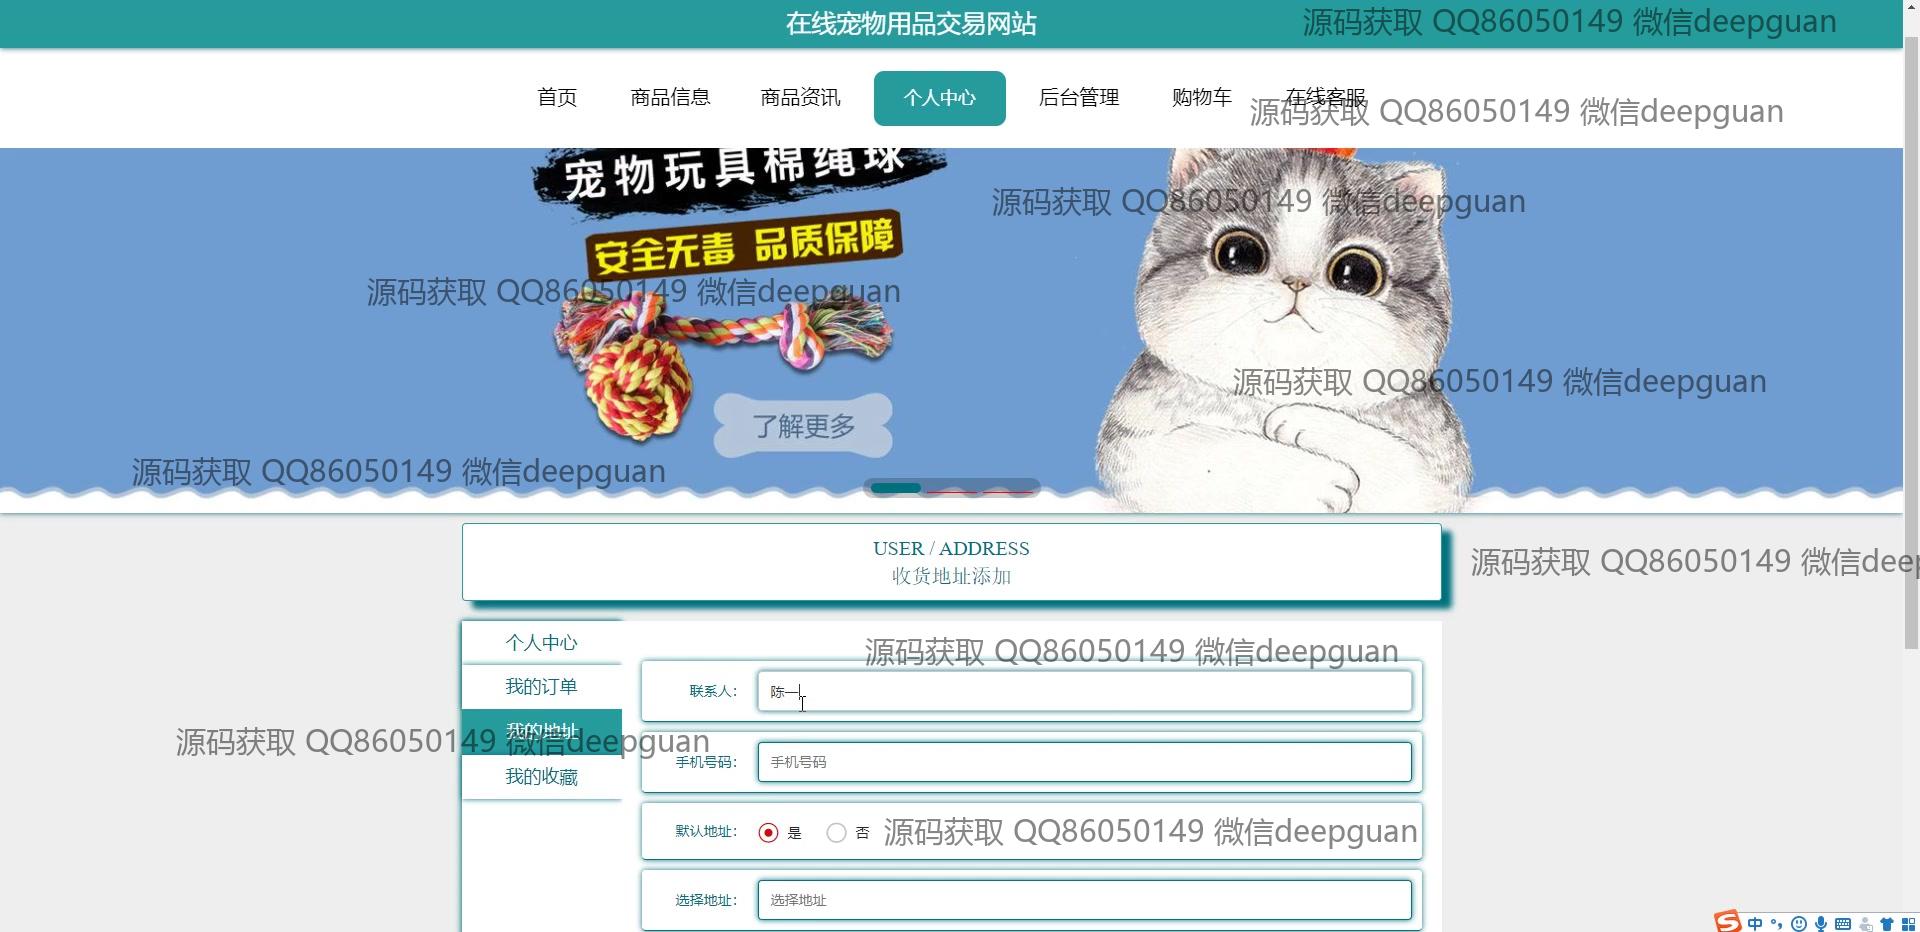 在线宠物用品交易网站
源码获取 QQ86050149 微信deepguan
首页
商品信息
商品资讯
个人中心
后台管理
购物车
在线客服
源码获取 QQ86050149 微信deepguan
宠物玩具棉绳球
源码获取 QQ86050149 微信deepguan
安全无毒 品质保障
源码获取 QQ86050149 微信deepguan
源码获取 QQ86050149 微信deepguan
了解更多
源码获取 QQ86050149 微信deepguan
USER / ADDRESS
收货地址添加
源码获取 QQ86050149 微信deep
个人中心
源码获取 QQ86050149 微信deepguan
我的订单
联系人：
陈一
我的地址
源码获取 QQ86050149 微信deepguan
手机号码：
手机号码
我的收藏
默认地址：
是
否
源码获取 QQ86050149 微信deepguan
选择地址：
选择地址
中